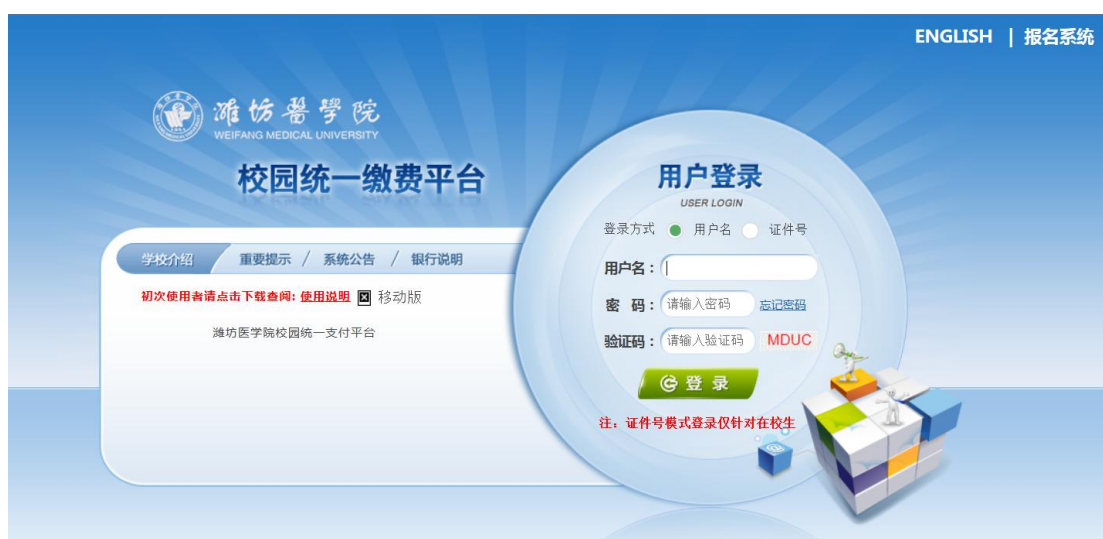 ENGLISH | 报名系统
濰坊醫學院
WEIFANG MEDICAL UNIVERSITY
校园统一缴费平台
学校介绍 / 重要提示 / 系统公告 / 银行说明
初次使用者请点击下载查阅: 使用说明 移动版
潍坊医学院校园统一支付平台
用户登录
USER LOGIN
登录方式 用户名 证件号
用户名：
密 码： 请输入密码 忘记密码
验证码： 请输入验证码 MDUC
登 录
注：证件号模式登录仅针对在校生